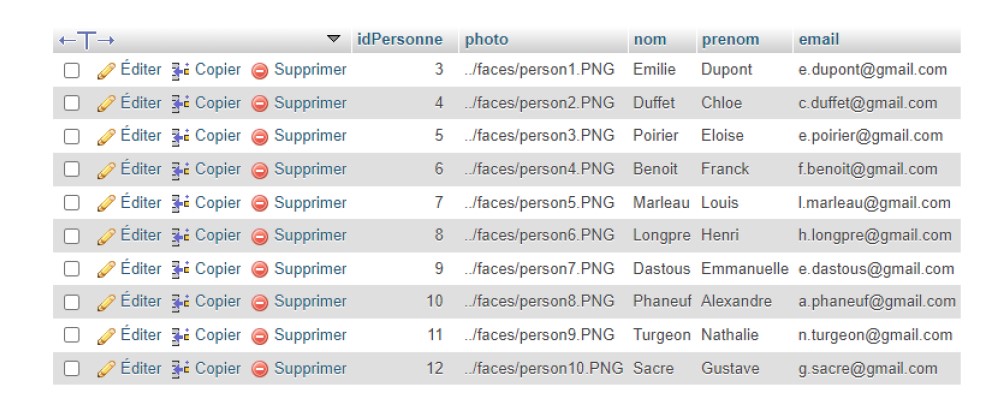 ←T→ ▼ idPersonne photo nom prenom email
Éditer Copier Supprimer 3 ../faces/person1.PNG Emilie Dupont e.dupont@gmail.com
Éditer Copier Supprimer 4 ../faces/person2.PNG Duffet Chloe c.duffet@gmail.com
Éditer Copier Supprimer 5 ../faces/person3.PNG Poirier Eloise e.poirier@gmail.com
Éditer Copier Supprimer 6 ../faces/person4.PNG Benoit Franck f.benoit@gmail.com
Éditer Copier Supprimer 7 ../faces/person5.PNG Marleau Louis l.marleau@gmail.com
Éditer Copier Supprimer 8 ../faces/person6.PNG Longpre Henri h.longpre@gmail.com
Éditer Copier Supprimer 9 ../faces/person7.PNG Dastous Emmanuelle e.dastous@gmail.com
Éditer Copier Supprimer 10 ../faces/person8.PNG Phaneuf Alexandre a.phaneuf@gmail.com
Éditer Copier Supprimer 11 ../faces/person9.PNG Turgeon Nathalie n.turgeon@gmail.com
Éditer Copier Supprimer 12 ../faces/person10.PNG Sacre Gustave g.sacre@gmail.com